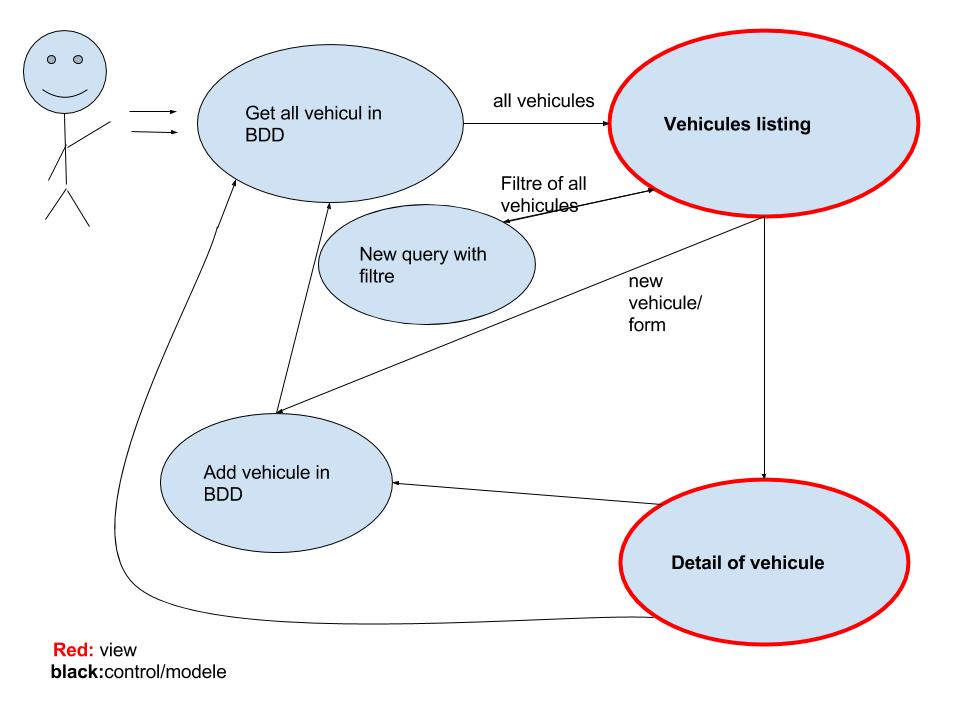 Get all vehicul in
BDD
all vehicules
Vehicules listing
Filtre of all
vehicules
New query with
filtre
new
vehicule/
form
Add vehicule in
BDD
Detail of vehicule
Red: view
black:control/modele